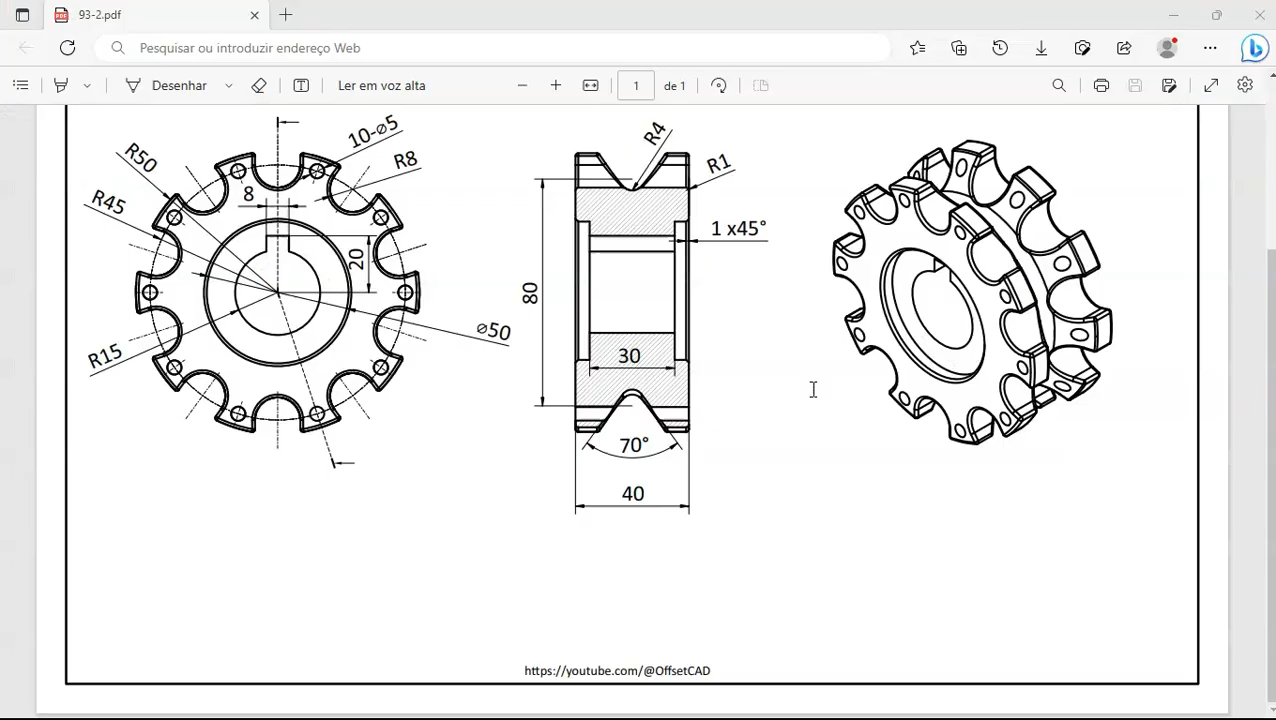 93-2.pdf
Pesquisar ou introduzir endereço Web
Desenhar
Ler em voz alta
1
de 1
10-⌀5
R50
R8
R45
8
20
⌀50
R15
R4
R1
1 x45°
80
30
70°
40
https://youtube.com/@OffsetCAD